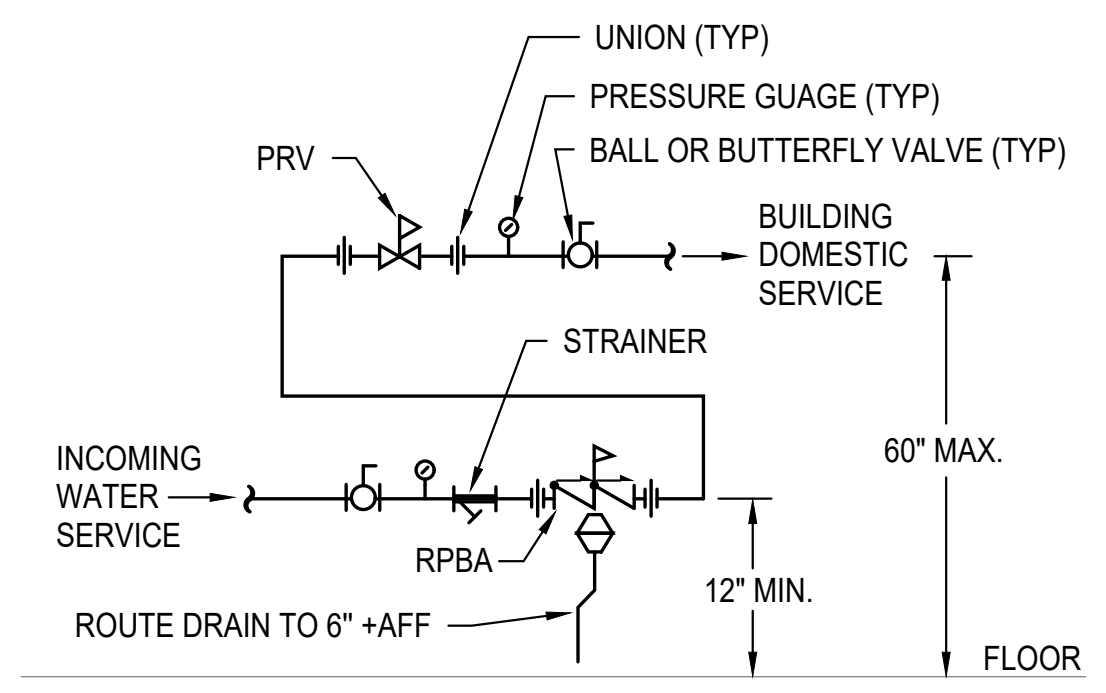 UNION (TYP)
PRESSURE GUAGE (TYP)
BALL OR BUTTERFLY VALVE (TYP)
PRV
BUILDING
DOMESTIC
SERVICE
STRAINER
60" MAX.
INCOMING
WATER
SERVICE
RPBA
12" MIN.
ROUTE DRAIN TO 6" +AFF
FLOOR